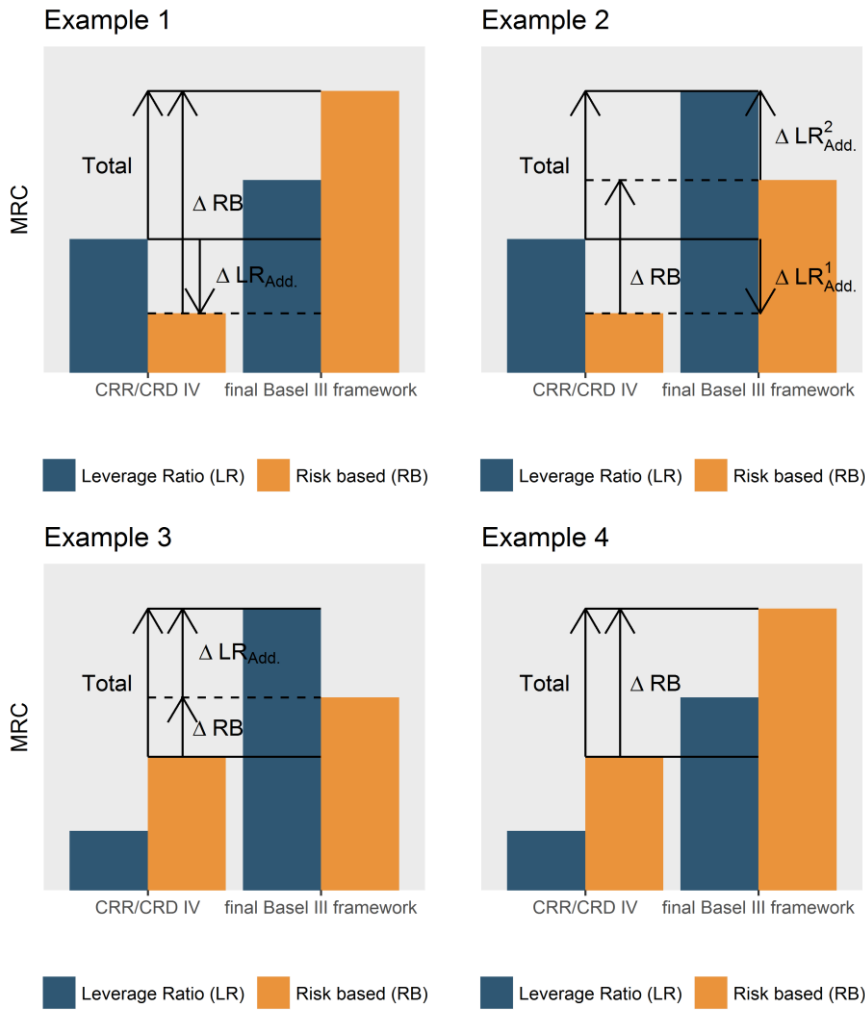 Example 1
MRC
Total
Δ RB
Δ LR_Add.
CRR/CRD IV final Basel III framework
Leverage Ratio (LR) Risk based (RB)
Example 2
Δ LR²_Add.
Total
Δ RB
Δ LR¹_Add.
CRR/CRD IV final Basel III framework
Leverage Ratio (LR) Risk based (RB)
Example 3
MRC
Δ LR_Add.
Total
Δ RB
CRR/CRD IV final Basel III framework
Leverage Ratio (LR) Risk based (RB)
Example 4
Total
Δ RB
CRR/CRD IV final Basel III framework
Leverage Ratio (LR) Risk based (RB)